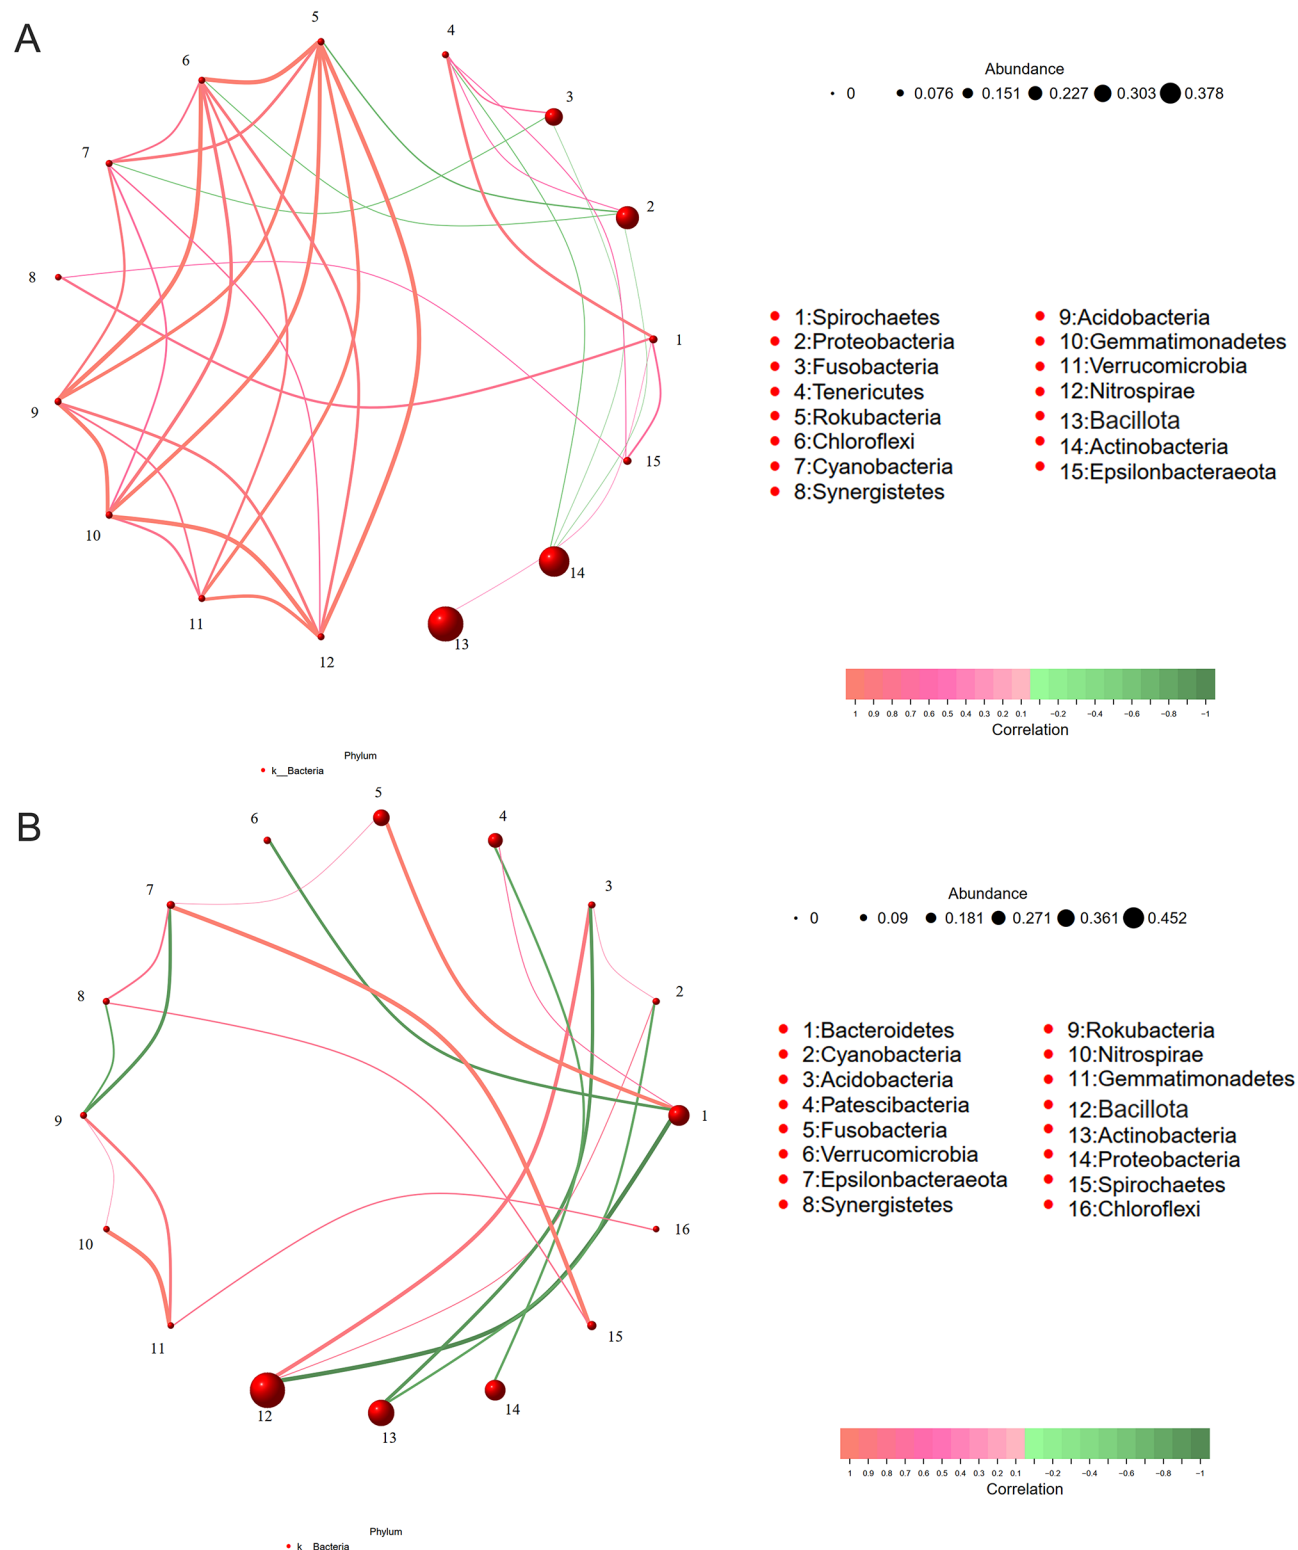 A
5
4
6
3
7
2
8
1
9
15
10
14
11
13
12
Abundance
0 0.076 0.151 0.227 0.303 0.378
1:Spirochaetes
2:Proteobacteria
3:Fusobacteria
4:Tenericutes
5:Rokubacteria
6:Chloroflexi
7:Cyanobacteria
8:Synergistetes
9:Acidobacteria
10:Gemmatimonadetes
11:Verrucomicrobia
12:Nitrospirae
13:Bacillota
14:Actinobacteria
15:Epsilonbacteraeota
1 0.9 0.8 0.7 0.6 0.5 0.4 0.3 0.2 0.1 −0.2 −0.4 −0.6 −0.8 −1
Correlation
Phylum
k__Bacteria
B
5
4
6
3
7
2
8
1
9
16
10
15
11
14
12
13
Abundance
0 0.09 0.181 0.271 0.361 0.452
1:Bacteroidetes
2:Cyanobacteria
3:Acidobacteria
4:Patescibacteria
5:Fusobacteria
6:Verrucomicrobia
7:Epsilonbacteraeota
8:Synergistetes
9:Rokubacteria
10:Nitrospirae
11:Gemmatimonadetes
12:Bacillota
13:Actinobacteria
14:Proteobacteria
15:Spirochaetes
16:Chloroflexi
1 0.9 0.8 0.7 0.6 0.5 0.4 0.3 0.2 0.1 −0.2 −0.4 −0.6 −0.8 −1
Correlation
Phylum
k__Bacteria